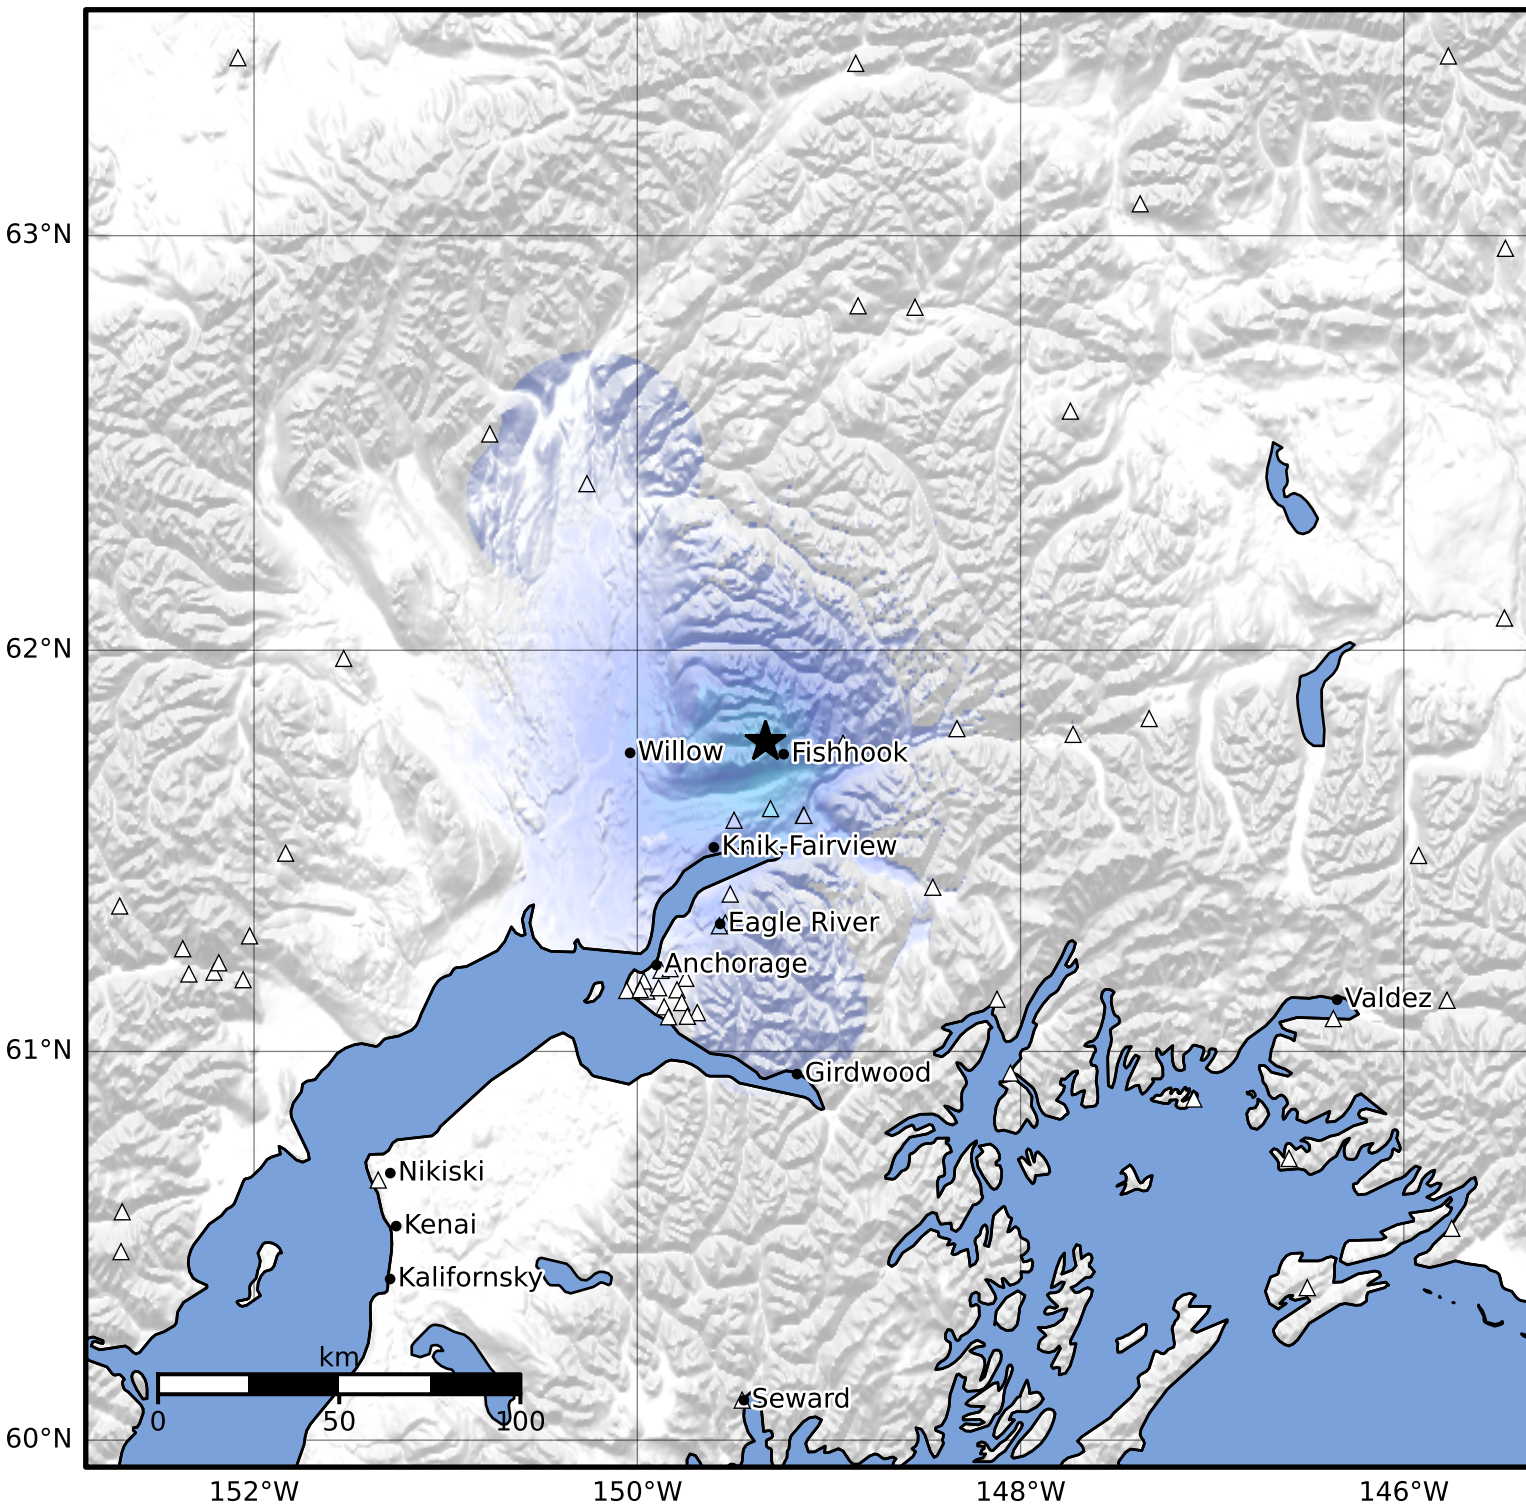 63°N
62°N
Willow
Fishhook
Knik-Fairview
Eagle River
Anchorage
Valdez
61°N
Girdwood
Nikiski
Kenai
Kalifornsky
km
0 50 100
Seward
60°N
152°W 150°W 148°W 146°W